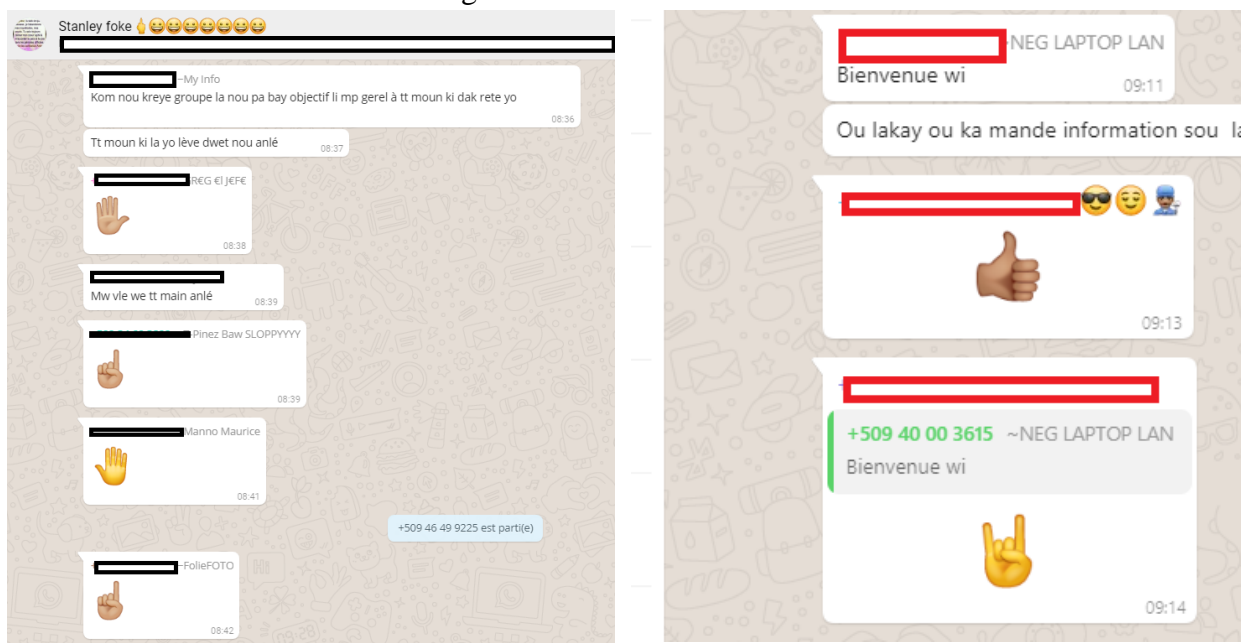 Stanley foke
~My Info
Kom nou kreye groupe la nou pa bay objectif li mp gerel à tt moun ki dak rete yo
08:36
Tt moun ki la yo lève dwet nou anlé
08:37
R€G €l J€F€
08:38
Mw vle we tt main anlé
08:39
Pinez Baw SLOPPYYYY
08:39
Manno Maurice
08:41
+509 46 49 9225 est parti(e)
~FolieFOTO
08:42
NEG LAPTOP LAN
Bienvenue wi
09:11
Ou lakay ou ka mande information sou
09:13
+509 40 00 3615 ~NEG LAPTOP LAN
Bienvenue wi
09:14